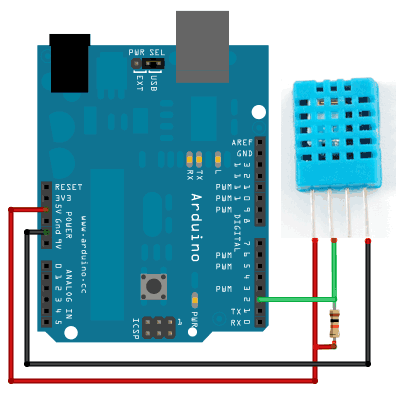 PWR SEL
EXT
USB
AREF
GND
13
12
PWM 11
PWM 10
PWM 9
8
RX
TX
L
RESET
3V3
5V
Gnd
9V
POWER
www.arduino.cc
Arduino
DIGITAL
7
PWM 6
PWM 5
4
PWM 3
2
TX 1
RX 0
ANALOG IN
0
1
2
3
4
5
ICSP
PWR